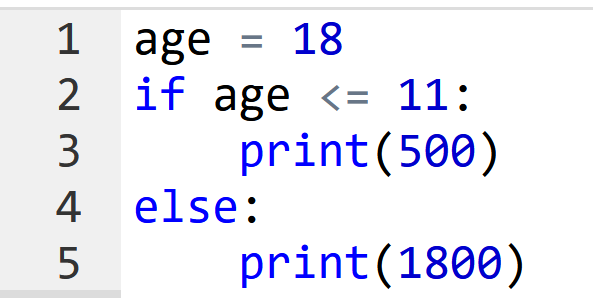 1 age = 18
2 if age <= 11:
3     print(500)
4 else:
5     print(1800)